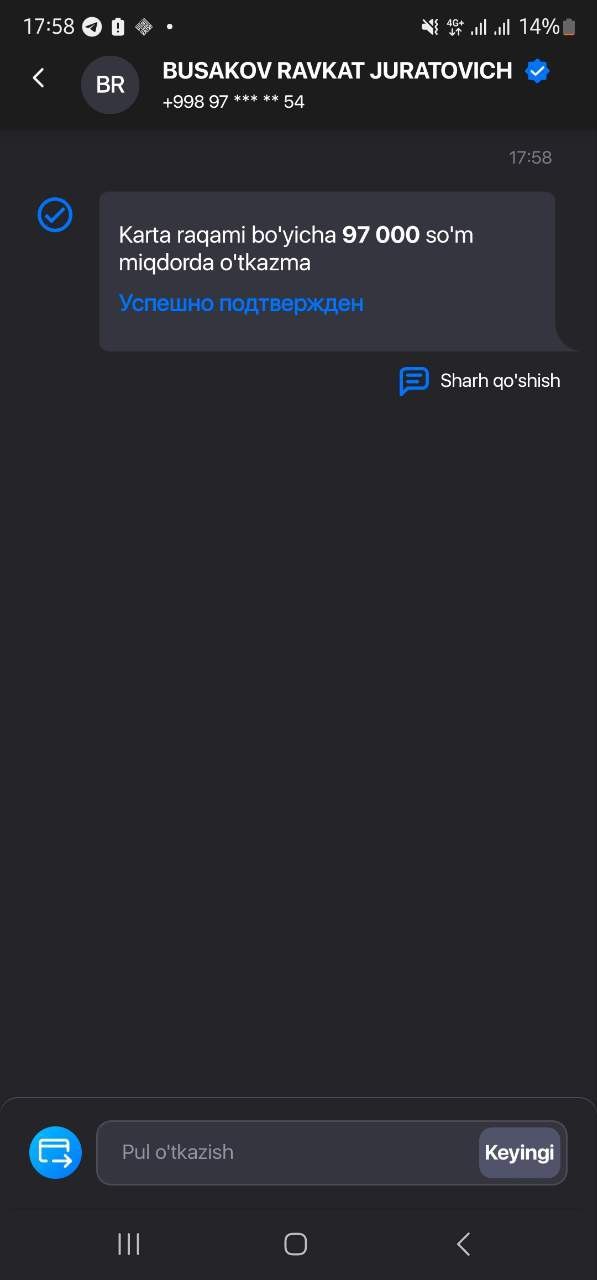 17:58
4G+
14%
BR
BUSAKOV RAVKAT JURATOVICH
+998 97 *** ** 54
17:58
Karta raqami bo'yicha 97 000 so'm
miqdorda o'tkazma
Успешно подтвержден
Sharh qo'shish
Pul o'tkazish
Keyingi